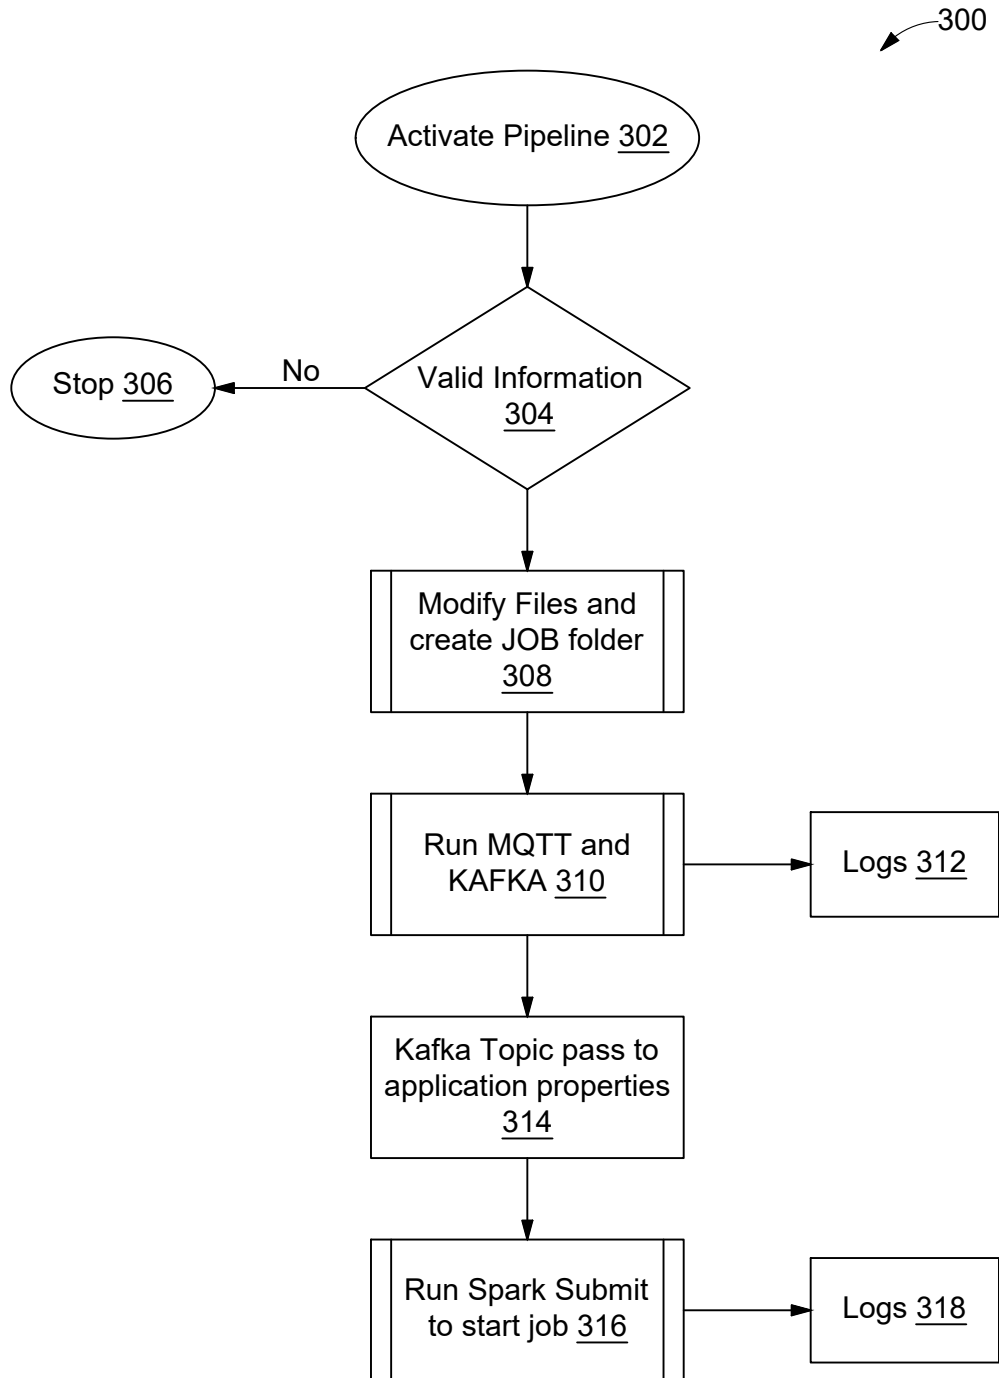 300
Activate Pipeline 302
Valid Information
304
No
Stop 306
Modify Files and
create JOB folder
308
Run MQTT and
KAFKA 310
Logs 312
Kafka Topic pass to
application properties
314
Run Spark Submit
to start job 316
Logs 318